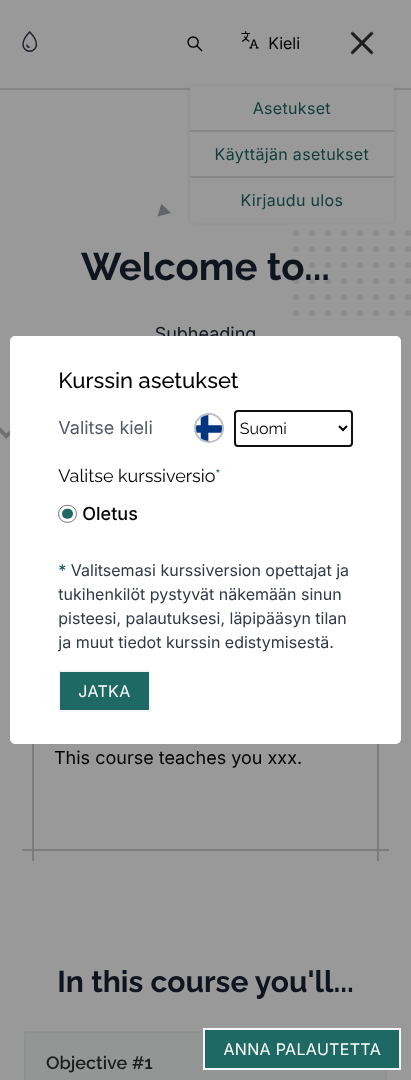 Kieli
Asetukset
Käyttäjän asetukset
Kirjaudu ulos
Welcome to...
Subheading
Kurssin asetukset
Valitse kieli
Suomi
Valitse kurssiversio*
Oletus
* Valitsemasi kurssiversion opettajat ja
tukihenkilöt pystyvät näkemään sinun
pisteesi, palautuksesi, läpipääsyn tilan
ja muut tiedot kurssin edistymisestä.
JATKA
This course teaches you xxx.
In this course you'll...
Objective #1
ANNA PALAUTETTA